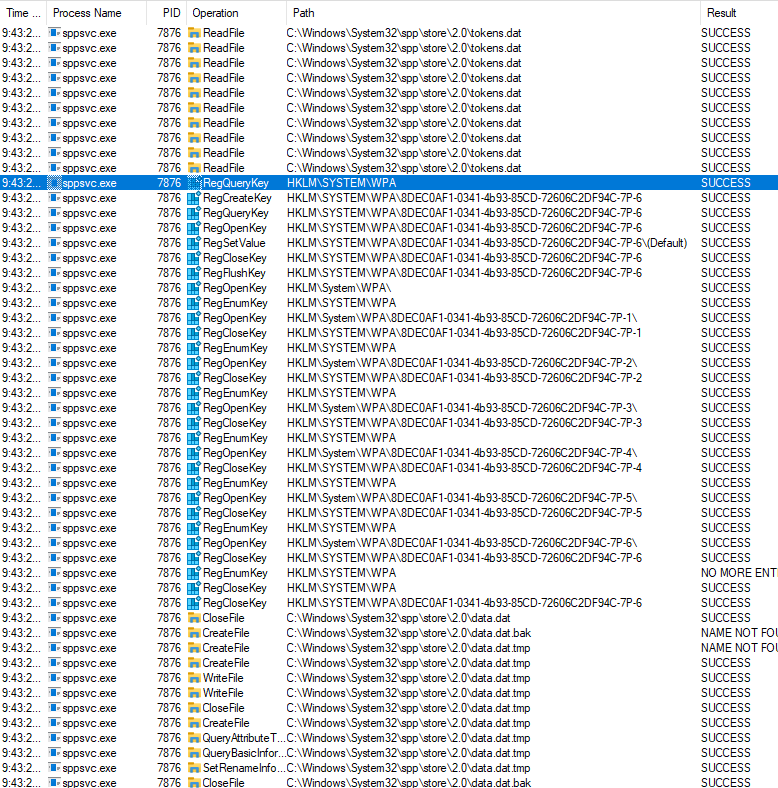 Time ... Process Name PID Operation Path Result
9:43:2... sppsvc.exe 7876 ReadFile C:\Windows\System32\spp\store\2.0\tokens.dat SUCCESS
9:43:2... sppsvc.exe 7876 ReadFile C:\Windows\System32\spp\store\2.0\tokens.dat SUCCESS
9:43:2... sppsvc.exe 7876 ReadFile C:\Windows\System32\spp\store\2.0\tokens.dat SUCCESS
9:43:2... sppsvc.exe 7876 ReadFile C:\Windows\System32\spp\store\2.0\tokens.dat SUCCESS
9:43:2... sppsvc.exe 7876 ReadFile C:\Windows\System32\spp\store\2.0\tokens.dat SUCCESS
9:43:2... sppsvc.exe 7876 ReadFile C:\Windows\System32\spp\store\2.0\tokens.dat SUCCESS
9:43:2... sppsvc.exe 7876 ReadFile C:\Windows\System32\spp\store\2.0\tokens.dat SUCCESS
9:43:2... sppsvc.exe 7876 ReadFile C:\Windows\System32\spp\store\2.0\tokens.dat SUCCESS
9:43:2... sppsvc.exe 7876 ReadFile C:\Windows\System32\spp\store\2.0\tokens.dat SUCCESS
9:43:2... sppsvc.exe 7876 ReadFile C:\Windows\System32\spp\store\2.0\tokens.dat SUCCESS
9:43:2... sppsvc.exe 7876 RegQueryKey HKLM\SYSTEM\WPA SUCCESS
9:43:2... sppsvc.exe 7876 RegCreateKey HKLM\SYSTEM\WPA\8DEC0AF1-0341-4b93-85CD-72606C2DF94C-7P-6 SUCCESS
9:43:2... sppsvc.exe 7876 RegQueryKey HKLM\SYSTEM\WPA\8DEC0AF1-0341-4b93-85CD-72606C2DF94C-7P-6 SUCCESS
9:43:2... sppsvc.exe 7876 RegOpenKey HKLM\SYSTEM\WPA\8DEC0AF1-0341-4b93-85CD-72606C2DF94C-7P-6 SUCCESS
9:43:2... sppsvc.exe 7876 RegSetValue HKLM\SYSTEM\WPA\8DEC0AF1-0341-4b93-85CD-72606C2DF94C-7P-6\(Default) SUCCESS
9:43:2... sppsvc.exe 7876 RegCloseKey HKLM\SYSTEM\WPA\8DEC0AF1-0341-4b93-85CD-72606C2DF94C-7P-6 SUCCESS
9:43:2... sppsvc.exe 7876 RegFlushKey HKLM\SYSTEM\WPA\8DEC0AF1-0341-4b93-85CD-72606C2DF94C-7P-6 SUCCESS
9:43:2... sppsvc.exe 7876 RegOpenKey HKLM\System\WPA\ SUCCESS
9:43:2... sppsvc.exe 7876 RegEnumKey HKLM\SYSTEM\WPA SUCCESS
9:43:2... sppsvc.exe 7876 RegOpenKey HKLM\System\WPA\8DEC0AF1-0341-4b93-85CD-72606C2DF94C-7P-1\ SUCCESS
9:43:2... sppsvc.exe 7876 RegCloseKey HKLM\SYSTEM\WPA\8DEC0AF1-0341-4b93-85CD-72606C2DF94C-7P-1 SUCCESS
9:43:2... sppsvc.exe 7876 RegEnumKey HKLM\SYSTEM\WPA SUCCESS
9:43:2... sppsvc.exe 7876 RegOpenKey HKLM\System\WPA\8DEC0AF1-0341-4b93-85CD-72606C2DF94C-7P-2\ SUCCESS
9:43:2... sppsvc.exe 7876 RegCloseKey HKLM\SYSTEM\WPA\8DEC0AF1-0341-4b93-85CD-72606C2DF94C-7P-2 SUCCESS
9:43:2... sppsvc.exe 7876 RegEnumKey HKLM\SYSTEM\WPA SUCCESS
9:43:2... sppsvc.exe 7876 RegOpenKey HKLM\System\WPA\8DEC0AF1-0341-4b93-85CD-72606C2DF94C-7P-3\ SUCCESS
9:43:2... sppsvc.exe 7876 RegCloseKey HKLM\SYSTEM\WPA\8DEC0AF1-0341-4b93-85CD-72606C2DF94C-7P-3 SUCCESS
9:43:2... sppsvc.exe 7876 RegEnumKey HKLM\SYSTEM\WPA SUCCESS
9:43:2... sppsvc.exe 7876 RegOpenKey HKLM\System\WPA\8DEC0AF1-0341-4b93-85CD-72606C2DF94C-7P-4\ SUCCESS
9:43:2... sppsvc.exe 7876 RegCloseKey HKLM\SYSTEM\WPA\8DEC0AF1-0341-4b93-85CD-72606C2DF94C-7P-4 SUCCESS
9:43:2... sppsvc.exe 7876 RegEnumKey HKLM\SYSTEM\WPA SUCCESS
9:43:2... sppsvc.exe 7876 RegOpenKey HKLM\System\WPA\8DEC0AF1-0341-4b93-85CD-72606C2DF94C-7P-5\ SUCCESS
9:43:2... sppsvc.exe 7876 RegCloseKey HKLM\SYSTEM\WPA\8DEC0AF1-0341-4b93-85CD-72606C2DF94C-7P-5 SUCCESS
9:43:2... sppsvc.exe 7876 RegEnumKey HKLM\SYSTEM\WPA SUCCESS
9:43:2... sppsvc.exe 7876 RegOpenKey HKLM\System\WPA\8DEC0AF1-0341-4b93-85CD-72606C2DF94C-7P-6\ SUCCESS
9:43:2... sppsvc.exe 7876 RegCloseKey HKLM\SYSTEM\WPA\8DEC0AF1-0341-4b93-85CD-72606C2DF94C-7P-6 SUCCESS
9:43:2... sppsvc.exe 7876 RegEnumKey HKLM\SYSTEM\WPA NO MORE ENT
9:43:2... sppsvc.exe 7876 RegCloseKey HKLM\SYSTEM\WPA SUCCESS
9:43:2... sppsvc.exe 7876 RegCloseKey HKLM\SYSTEM\WPA\8DEC0AF1-0341-4b93-85CD-72606C2DF94C-7P-6 SUCCESS
9:43:2... sppsvc.exe 7876 CloseFile C:\Windows\System32\spp\store\2.0\data.dat SUCCESS
9:43:2... sppsvc.exe 7876 CreateFile C:\Windows\System32\spp\store\2.0\data.dat.bak NAME NOT FOU
9:43:2... sppsvc.exe 7876 CreateFile C:\Windows\System32\spp\store\2.0\data.dat.tmp NAME NOT FOU
9:43:2... sppsvc.exe 7876 CreateFile C:\Windows\System32\spp\store\2.0\data.dat.tmp SUCCESS
9:43:2... sppsvc.exe 7876 WriteFile C:\Windows\System32\spp\store\2.0\data.dat.tmp SUCCESS
9:43:2... sppsvc.exe 7876 WriteFile C:\Windows\System32\spp\store\2.0\data.dat.tmp SUCCESS
9:43:2... sppsvc.exe 7876 CloseFile C:\Windows\System32\spp\store\2.0\data.dat.tmp SUCCESS
9:43:2... sppsvc.exe 7876 CreateFile C:\Windows\System32\spp\store\2.0\data.dat.tmp SUCCESS
9:43:2... sppsvc.exe 7876 QueryAttributeT... C:\Windows\System32\spp\store\2.0\data.dat.tmp SUCCESS
9:43:2... sppsvc.exe 7876 QueryBasicInfor... C:\Windows\System32\spp\store\2.0\data.dat.tmp SUCCESS
9:43:2... sppsvc.exe 7876 SetRenameInfo... C:\Windows\System32\spp\store\2.0\data.dat.tmp SUCCESS
9:43:2... sppsvc.exe 7876 CloseFile C:\Windows\System32\spp\store\2.0\data.dat.bak SUCCESS